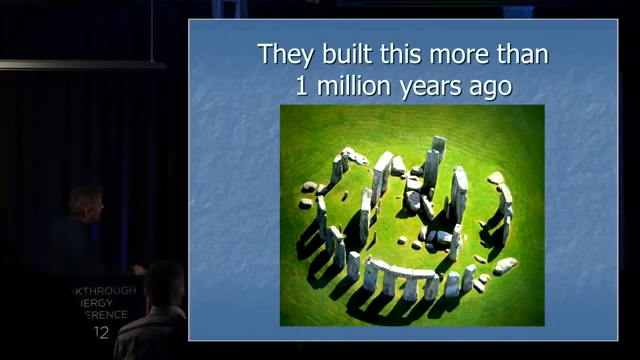 They built this more than
1 million years ago
KTHROUGH
ERGY
ERENCE
12